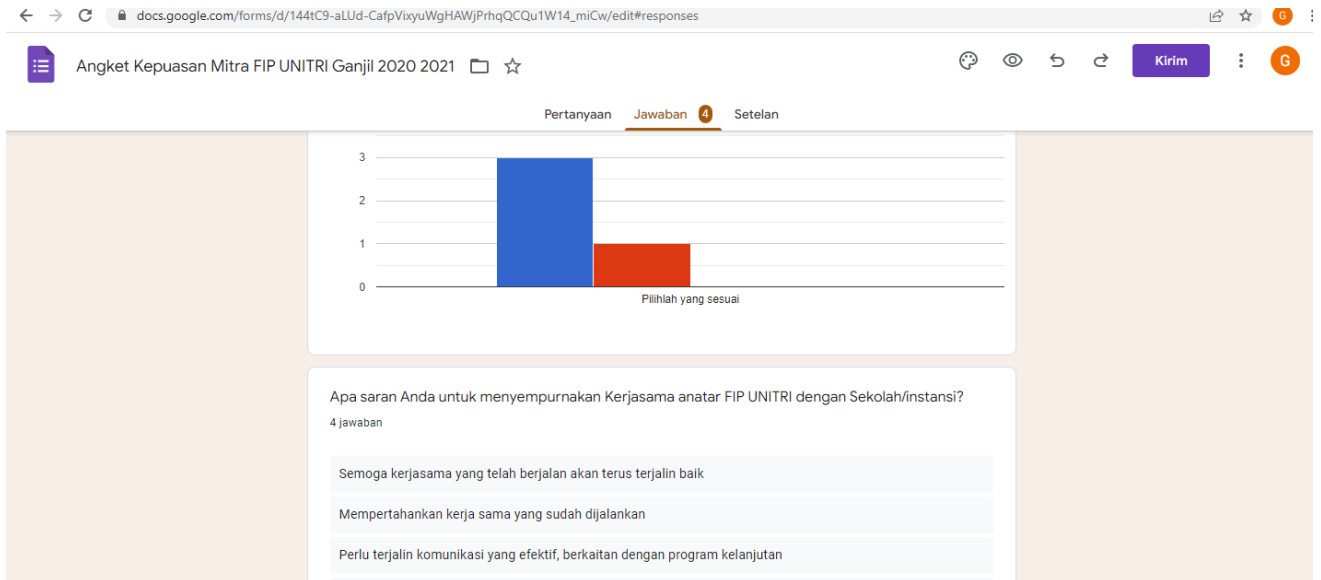 docs.google.com/forms/d/144tC9-aLUd-CafpVixyuWgHAWjPrhqQCQu1W14_miCw/edit#responses
G
Angket Kepuasan Mitra FIP UNITRI Ganjil 2020 2021
Kirim
G
Pertanyaan Jawaban 4 Setelan
3
2
1
0
Pilihlah yang sesuai
Apa saran Anda untuk menyempurnakan Kerjasama anatar FIP UNITRI dengan Sekolah/instansi?
4 jawaban
Semoga kerjasama yang telah berjalan akan terus terjalin baik
Mempertahankan kerja sama yang sudah dijalankan
Perlu terjalin komunikasi yang efektif, berkaitan dengan program kelanjutan